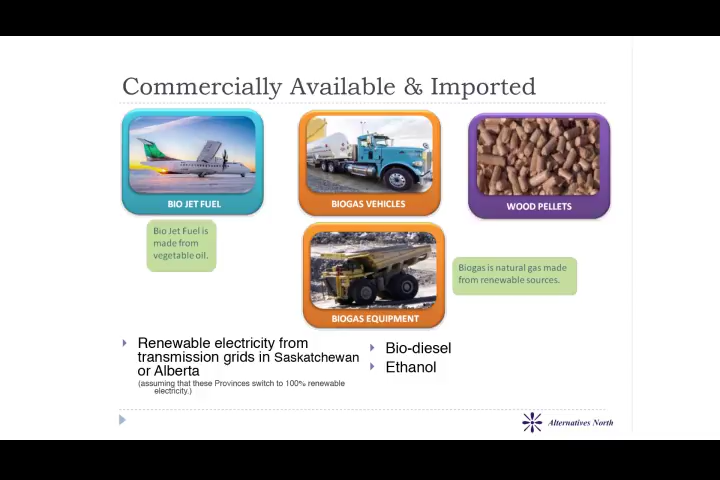 Commercially Available & Imported
BIO JET FUEL
BIOGAS VEHICLES
WOOD PELLETS
Bio Jet Fuel is
made from
vegetable oil.
BIOGAS EQUIPMENT
Biogas is natural gas made
from renewable sources.
Renewable electricity from
transmission grids in Saskatchewan
or Alberta
(assuming that these Provinces switch to 100% renewable
electricity.)
Bio-diesel
Ethanol
Alternatives North